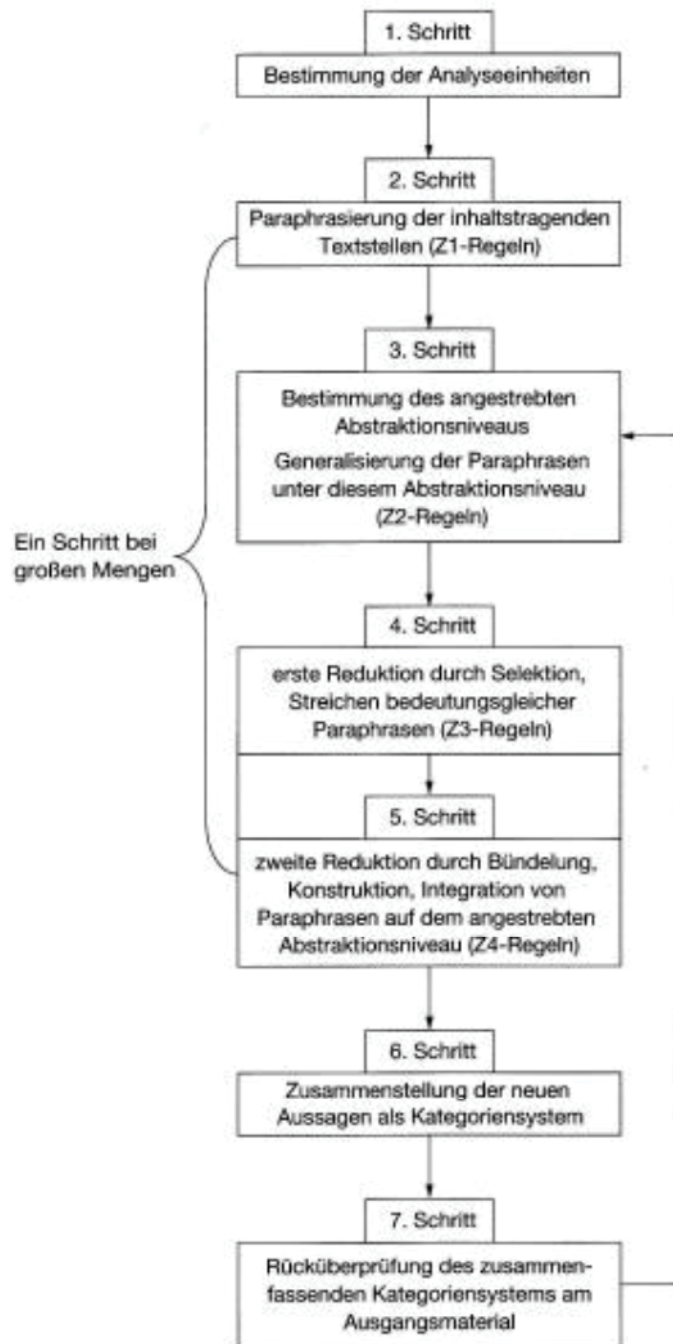 1. Schritt
Bestimmung der Analyseeinheiten
2. Schritt
Paraphrasierung der inhaltstragenden
Textstellen (Z1-Regeln)
3. Schritt
Bestimmung des angestrebten
Abstraktionsniveaus
Generalisierung der Paraphrasen
unter diesem Abstraktionsniveau
(Z2-Regeln)
Ein Schritt bei
großen Mengen
4. Schritt
erste Reduktion durch Selektion,
Streichen bedeutungsgleicher
Paraphrasen (Z3-Regeln)
5. Schritt
zweite Reduktion durch Bündelung,
Konstruktion, Integration von
Paraphrasen auf dem angestrebten
Abstraktionsniveau (Z4-Regeln)
6. Schritt
Zusammenstellung der neuen
Aussagen als Kategoriensystem
7. Schritt
Rücküberprüfung des zusammen-
fassenden Kategoriensystems am
Ausgangsmaterial